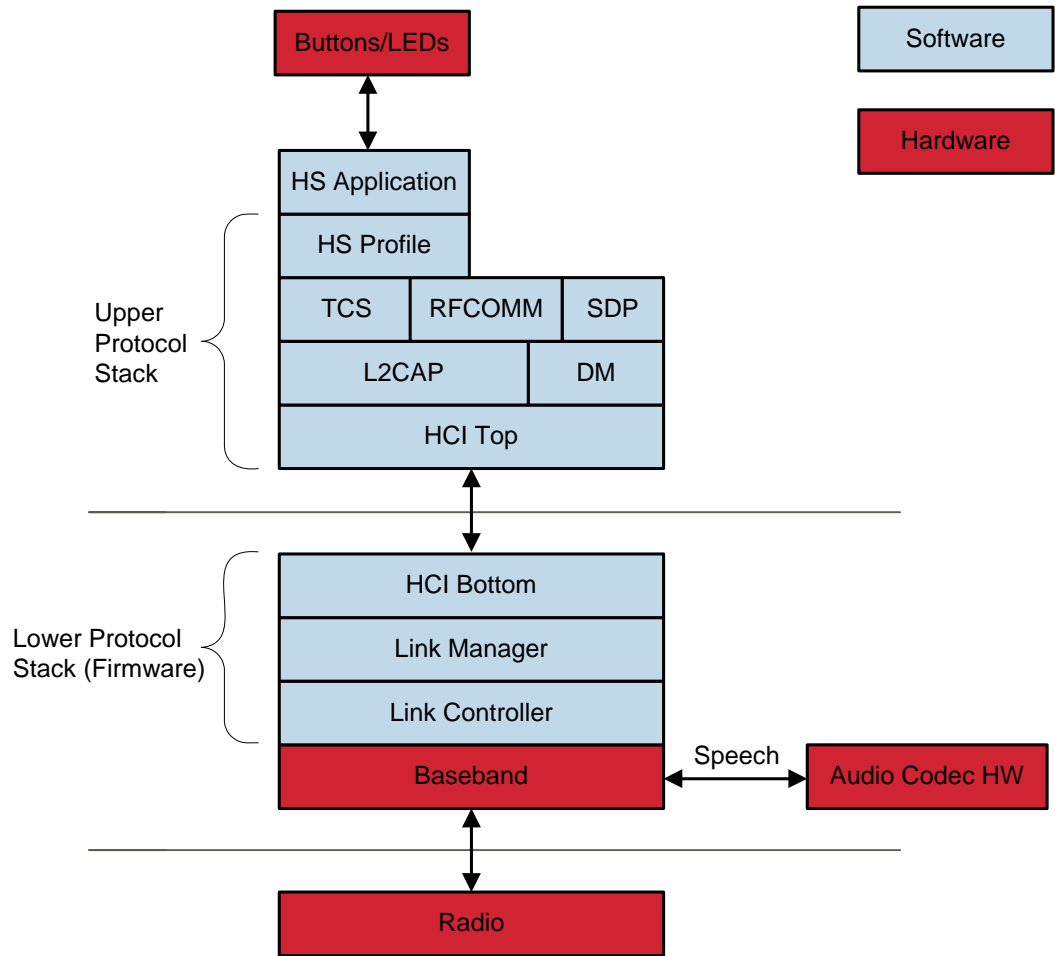 Buttons/LEDs
Software
Hardware
HS Application
HS Profile
TCS
RFCOMM
SDP
L2CAP
DM
HCI Top
Upper
Protocol
Stack
HCI Bottom
Link Manager
Link Controller
Lower Protocol
Stack (Firmware)
Baseband
Speech
Audio Codec HW
Radio